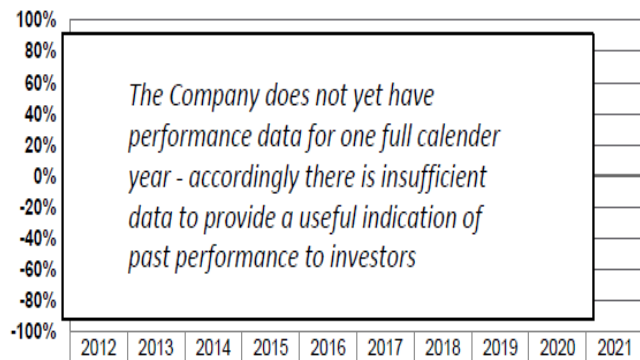 100%
80%
60%
40%
20%
0%
-20%
-40%
-60%
-80%
-100%
The Company does not yet have
performance data for one full calender
year - accordingly there is insufficient
data to provide a useful indication of
past performance to investors
2012 2013 2014 2015 2016 2017 2018 2019 2020 2021